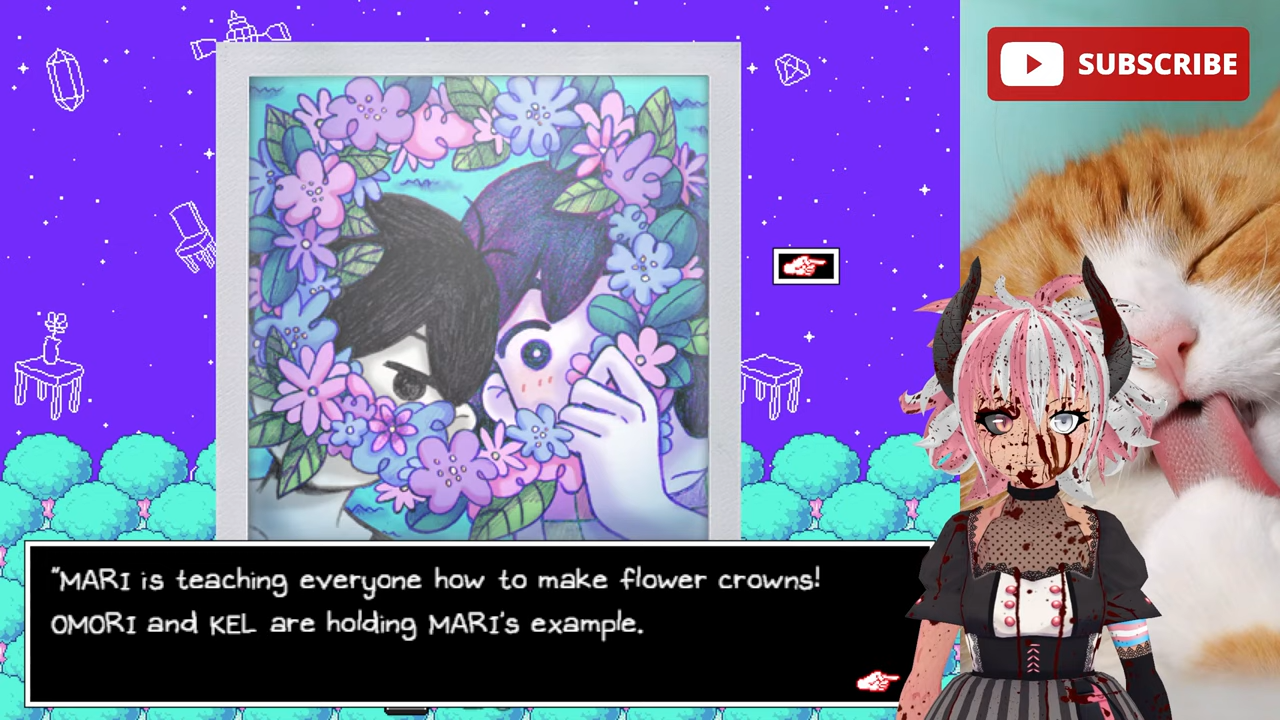 SUBSCRIBE
"MARI is teaching everyone how to make flower crowns!
OMORI and KEL are holding MARI's example.